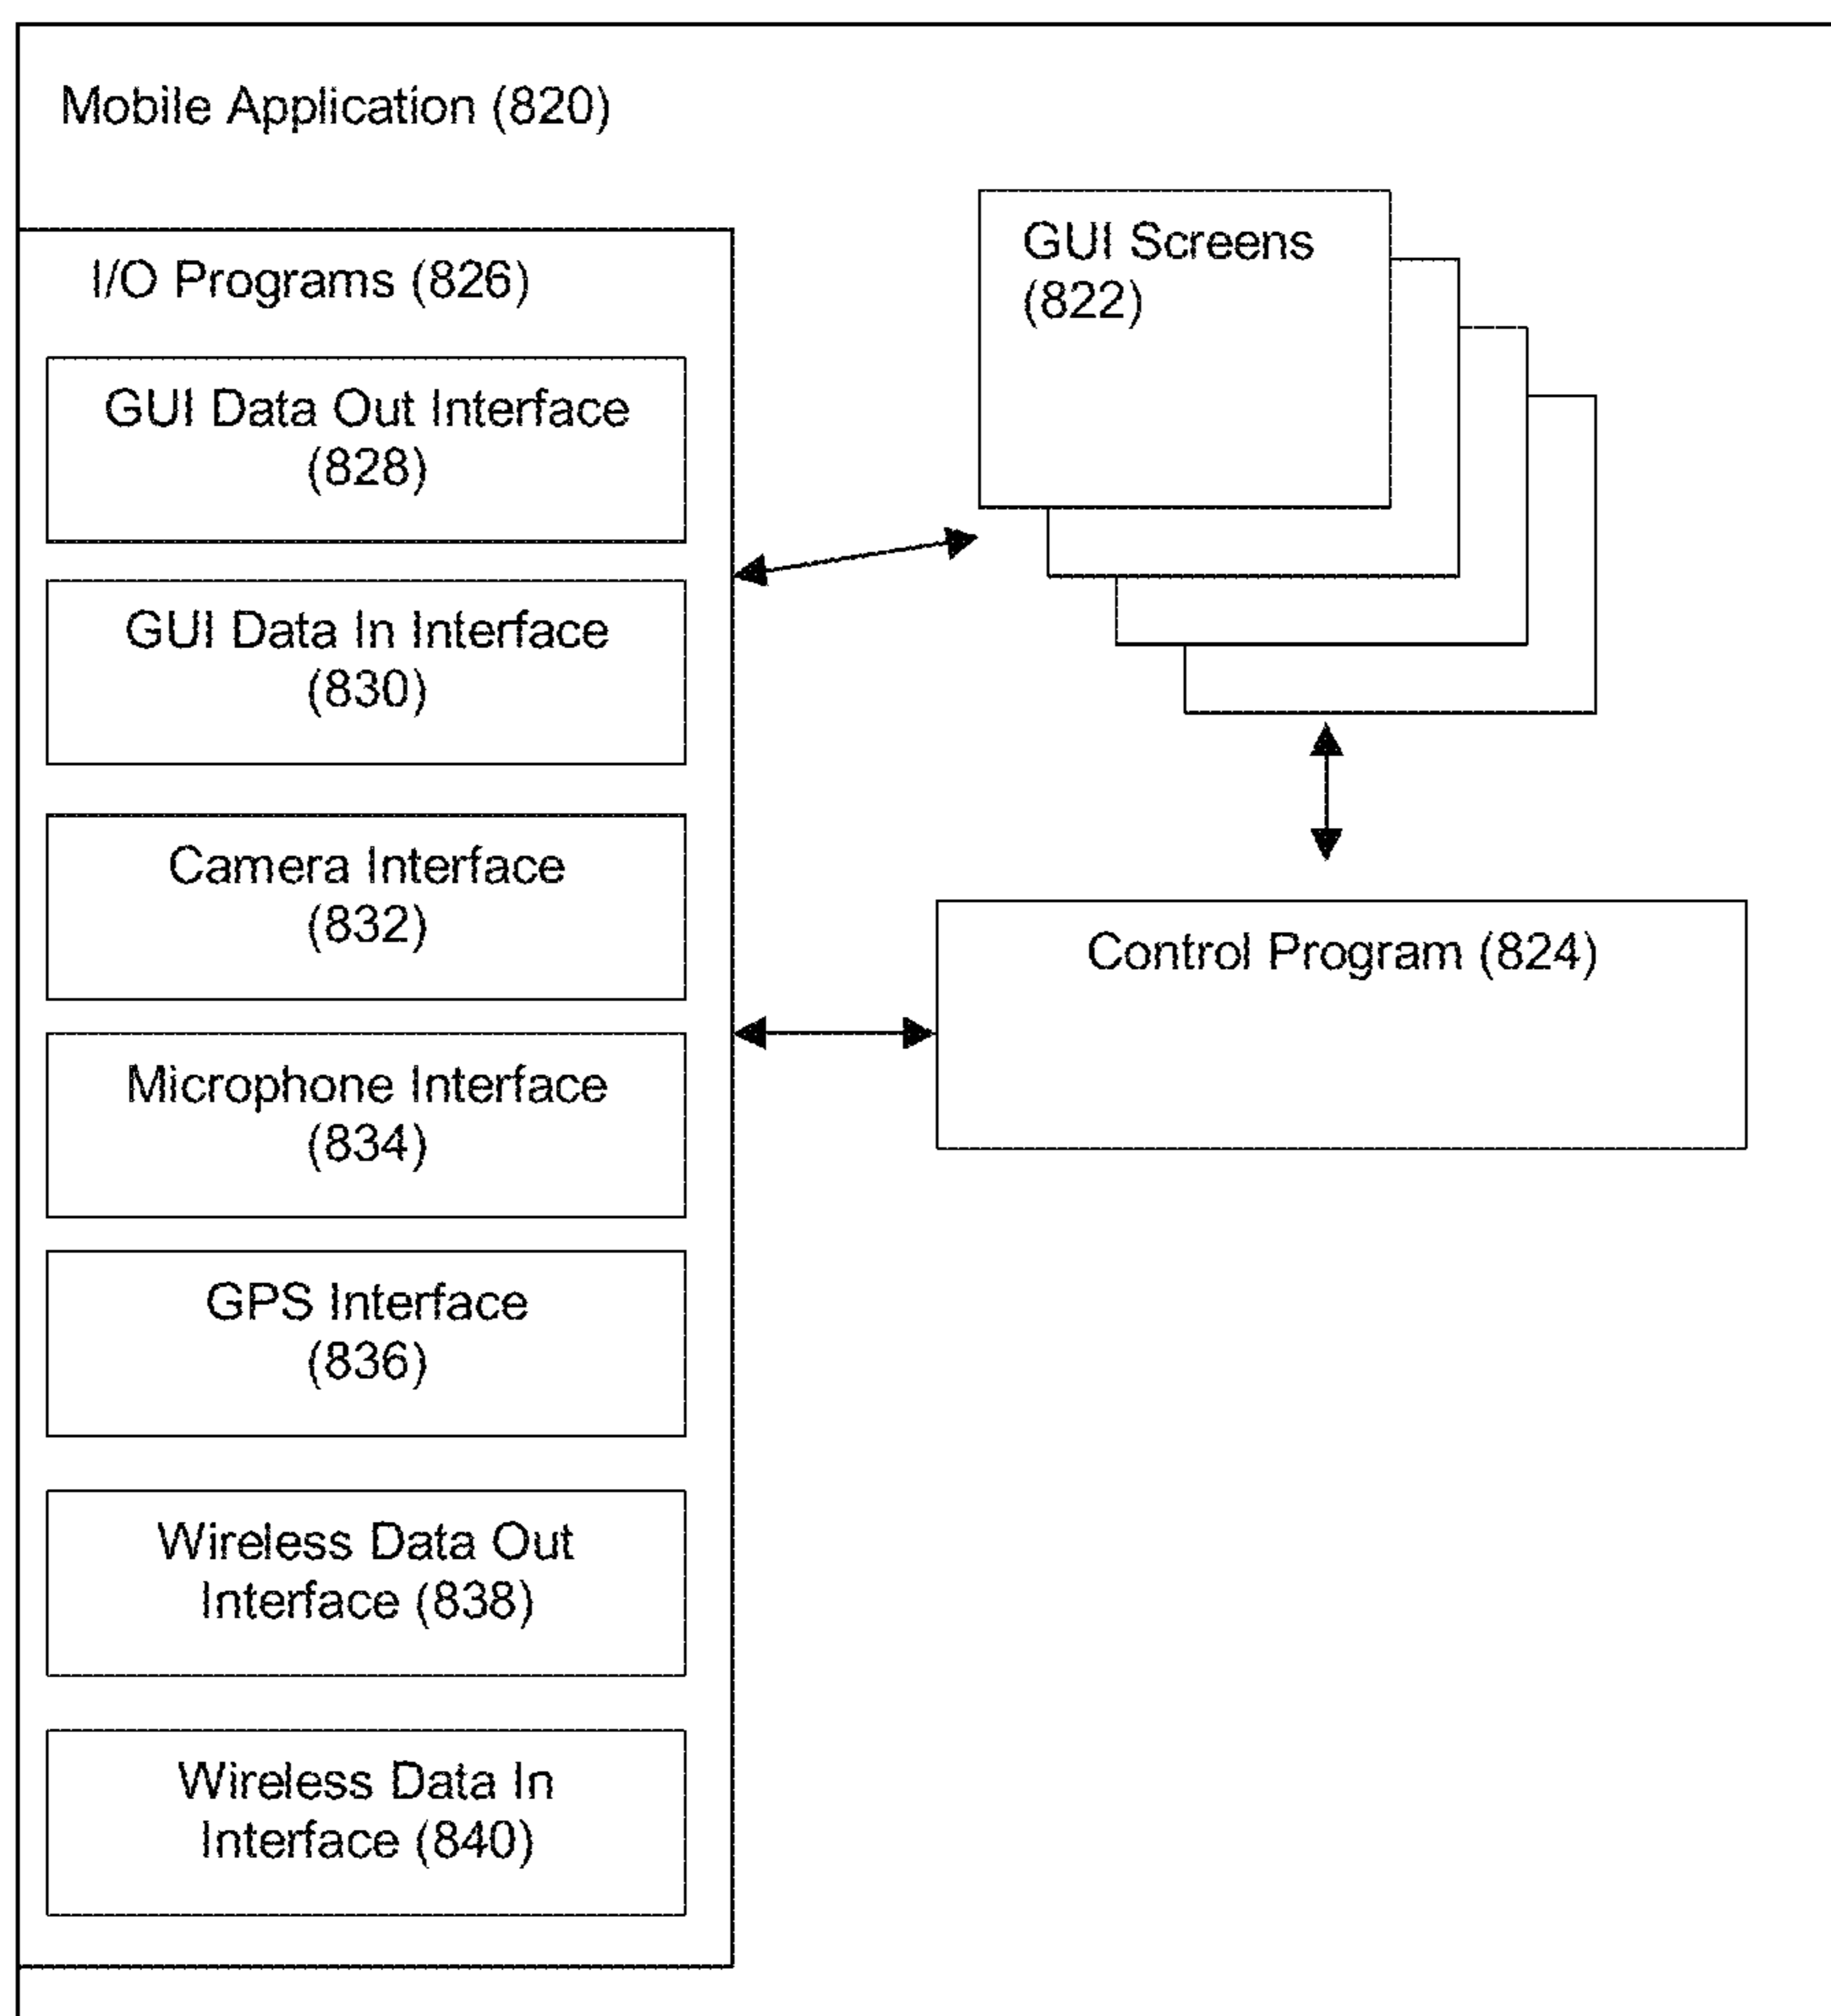 Mobile Application (820)
I/O Programs (826)
GUI Data Out Interface
(828)
GUI Data In Interface
(830)
Camera Interface
(832)
Microphone Interface
(834)
GPS Interface
(836)
Wireless Data Out
Interface (838)
Wireless Data In
Interface (840)
GUI Screens
(822)
Control Program (824)